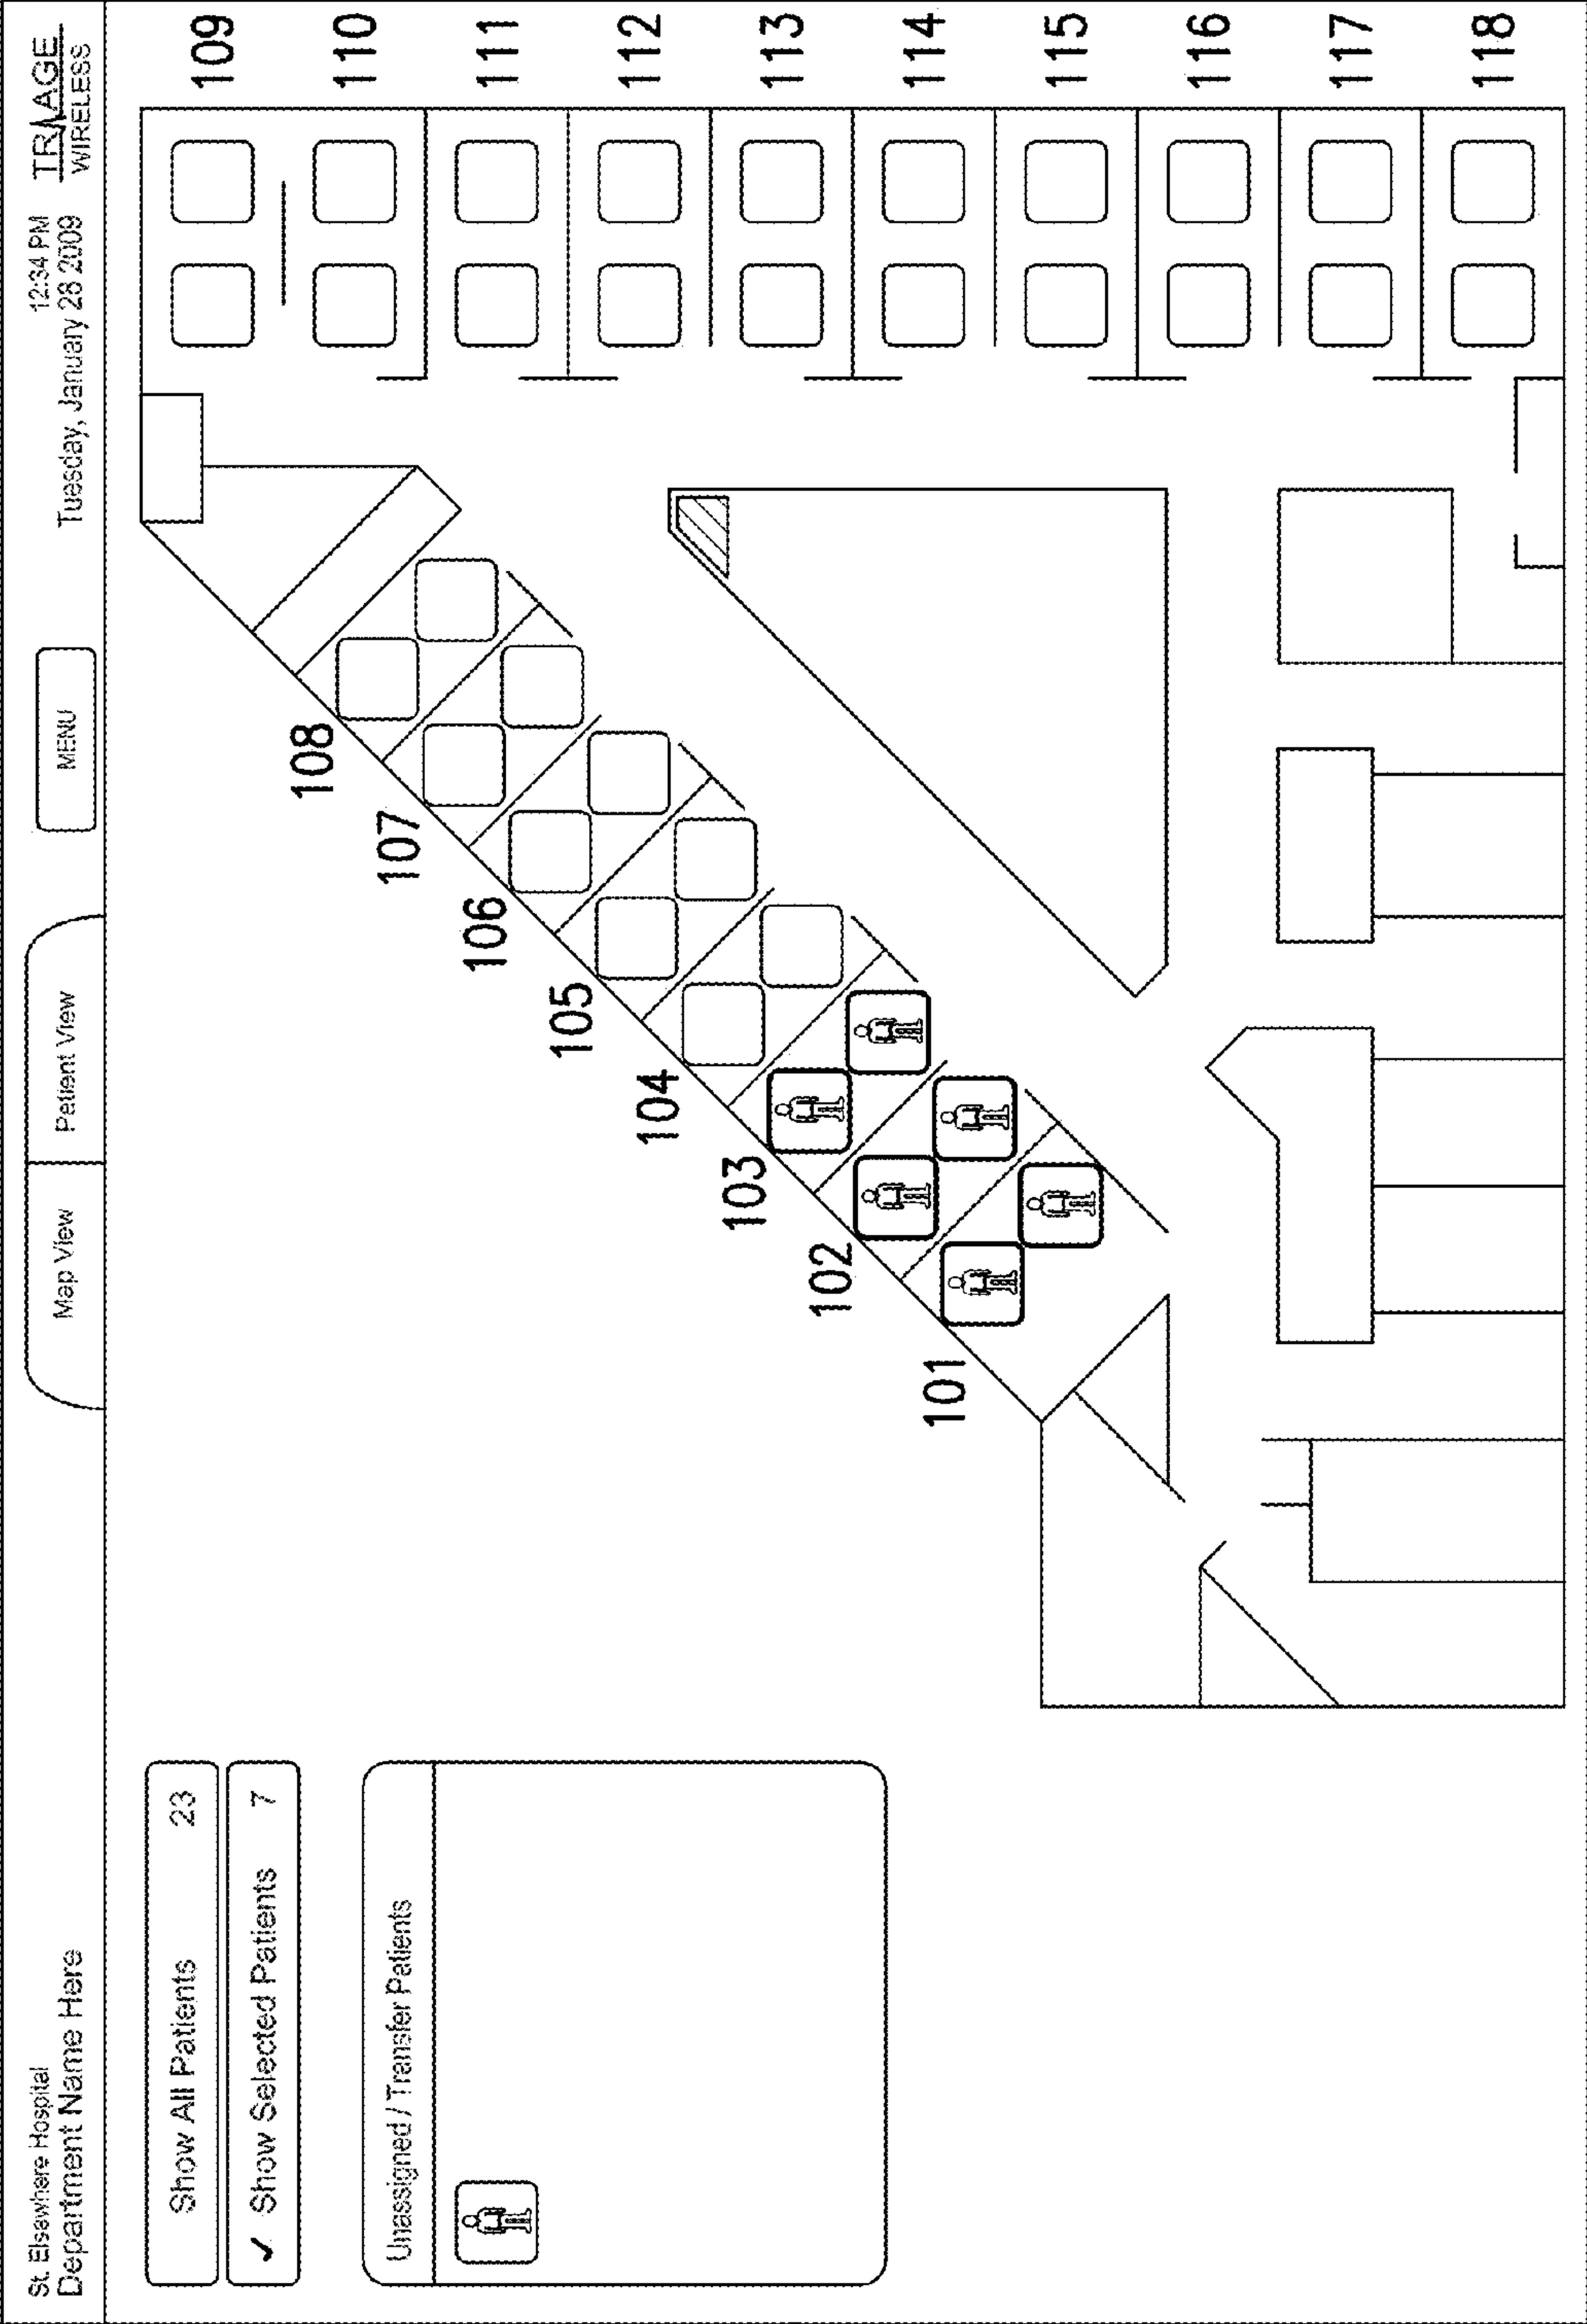 St. Elsewhere Hospital
Department Name Here
Map View
Patient View
MENU
12:34 PM
Tuesday, January 28 2009
TRIAGE
WIRELESS
Show All Patients 23
✓ Show Selected Patients 7
Unassigned / Transfer Patients
101
102
103
104
105
106
107
108
109
110
111
112
113
114
115
116
117
118